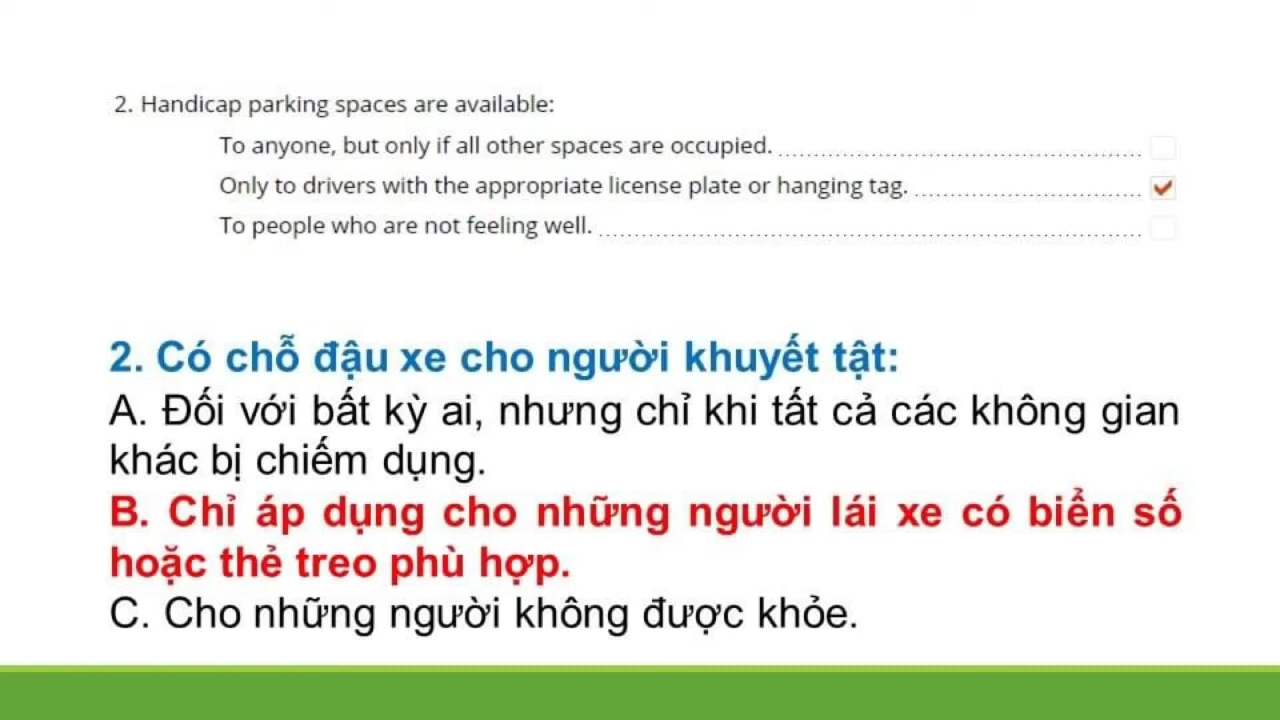 2. Handicap parking spaces are available:
To anyone, but only if all other spaces are occupied.
Only to drivers with the appropriate license plate or hanging tag.
To people who are not feeling well.
2. Có chỗ đậu xe cho người khuyết tật:
A. Đối với bất kỳ ai, nhưng chỉ khi tất cả các không gian
khác bị chiếm dụng.
B. Chỉ áp dụng cho những người lái xe có biển số
hoặc thẻ treo phù hợp.
C. Cho những người không được khỏe.